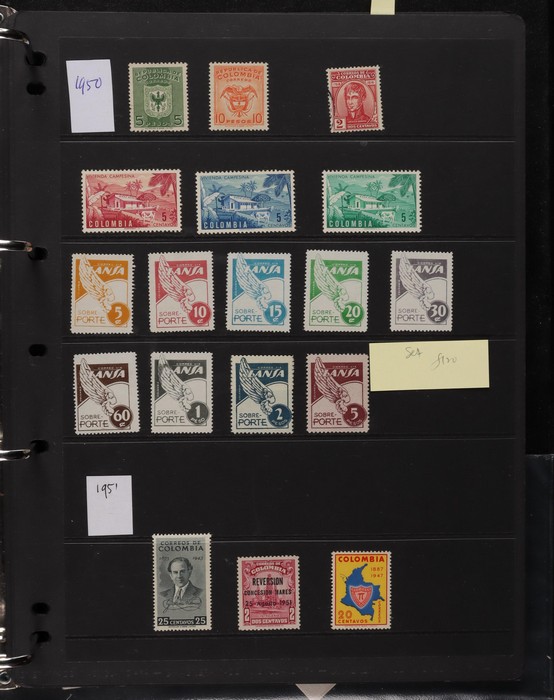 1950
REPUBLICA DE
COLOMBIA
5 5
REPUBLICA DE
COLOMBIA
10 PESOS 10
CORREOS DE
COLOMBIA
2
DOS CENTAVOS
VIVIENDA CAMPESINA
5
COLOMBIA
VIVIENDA CAMPESINA
5
COLOMBIA
VIVIENDA CAMPESINA
5
COLOMBIA
LANSA
5
SOBRE-
PORTE
LANSA
10
SOBRE-
PORTE
LANSA
15
SOBRE-
PORTE
LANSA
20
SOBRE-
PORTE
LANSA
30
SOBRE-
PORTE
Set
LANSA
60
SOBRE-
PORTE
LANSA
1
SOBRE-
PORTE
LANSA
2
SOBRE-
PORTE
LANSA
5
SOBRE-
PORTE
1951
CORREOS DE
COLOMBIA
1947
25 CENTAVOS 25
REVERSION
CONCESION MARES
25 AGOSTO 1951
2 DOS CENTAVOS 2
COLOMBIA
1887
1947
20
CENTAVOS